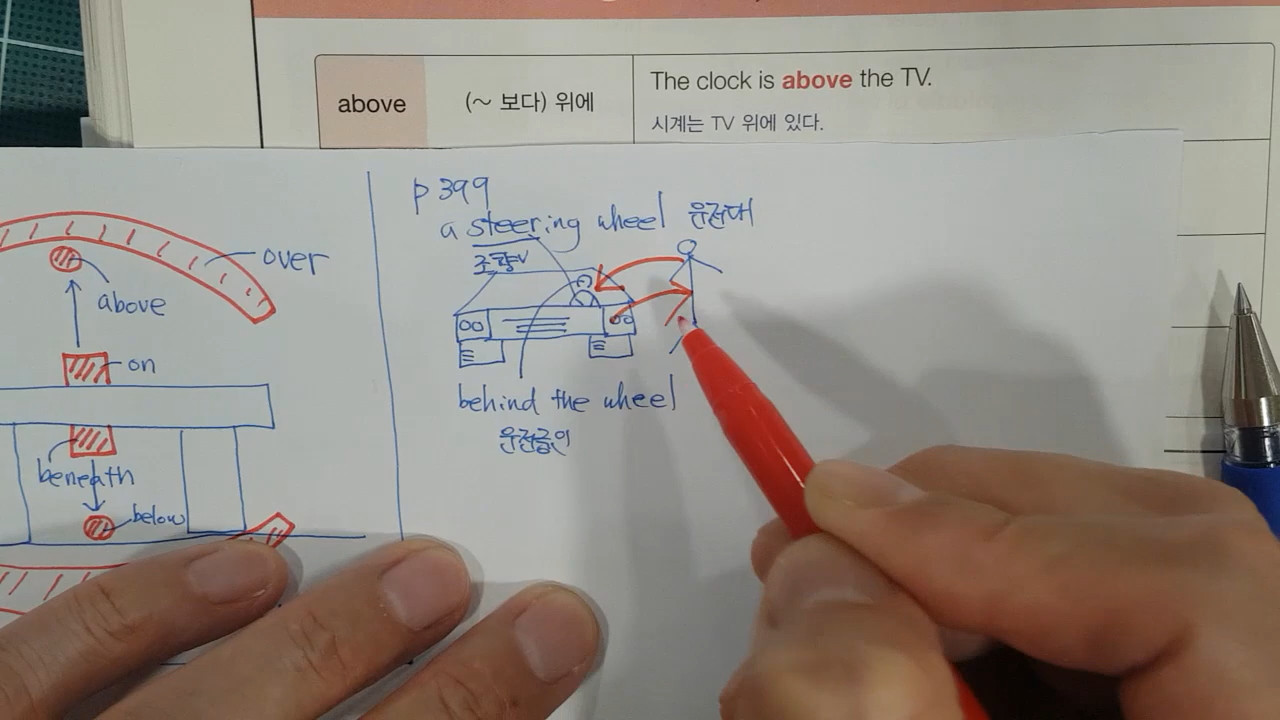 above (~ 보다) 위에 The clock is above the TV.
시계는 TV 위에 있다.
over
above
on
beneath
below
p 399
a steering wheel 운전대
조향V
behind the wheel
운전중인